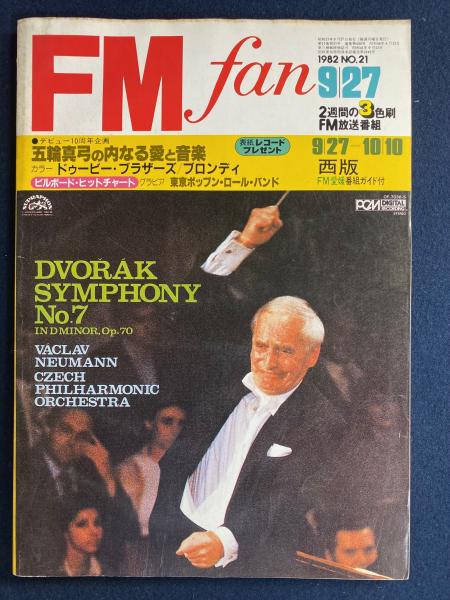 FM fan
1982 NO.21
9/27
2週間の3色刷
FM放送番組
●デビュー10周年企画
五輪真弓の内なる愛と音楽
表紙レコード
プレゼント
9/27—10/10
カラー ドゥービー・ブラザーズ/ブロンディ
西版
ビルボード・ヒットチャート グラビア 東京ポップン・ロール・バンド
FM愛媛番組ガイド付
SUPRAPHON
PCM DIGITAL
RECORDING
STEREO
DVOŘÁK
SYMPHONY
No.7
IN D MINOR, Op.70
VÁCLAV
NEUMANN
CZECH
PHILHARMONIC
ORCHESTRA